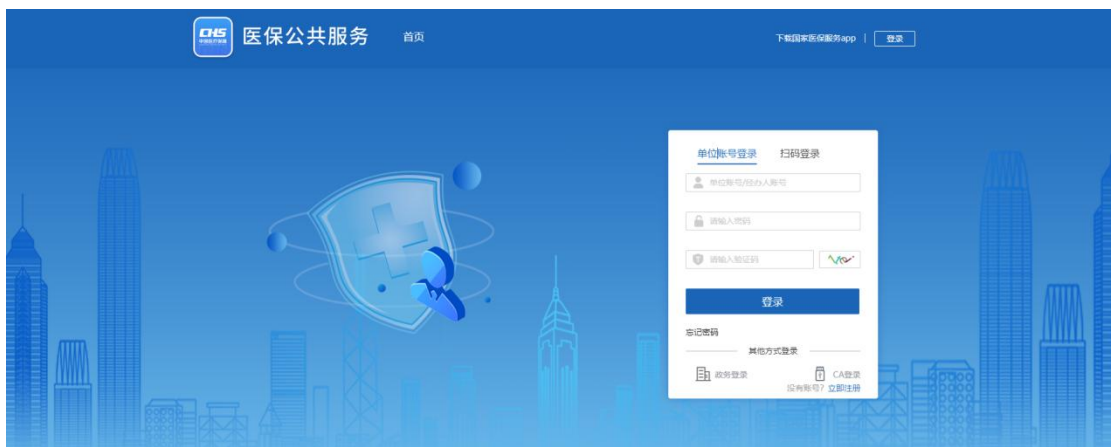 CHS
医保公共服务
首页
下载国家医保服务app | 登录
单位账号登录 扫码登录
单位账号/经办人账号
请输入密码
请输入验证码
登录
忘记密码
其他方式登录
政务登录 CA登录
没有账号? 立即注册